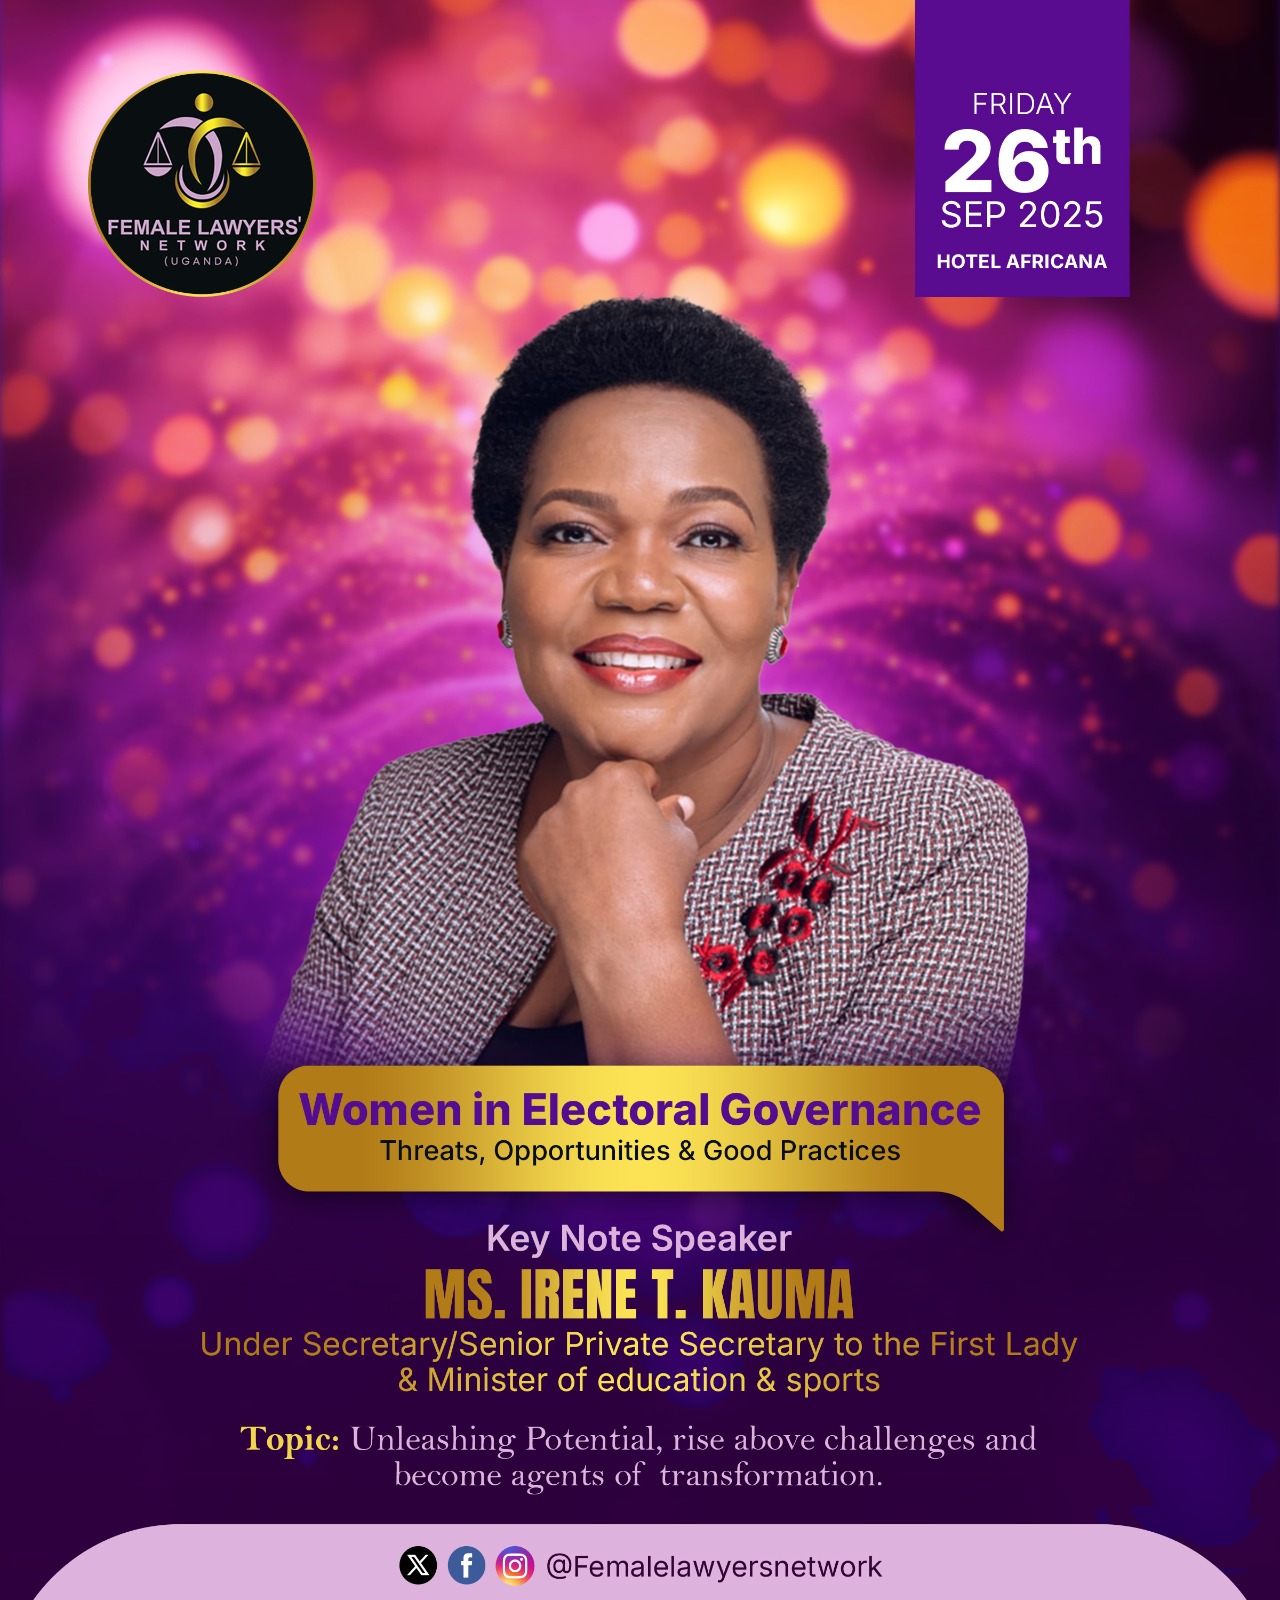 FEMALE LAWYERS'
NETWORK
(UGANDA)
FRIDAY
26th
SEP 2025
HOTEL AFRICANA
Women in Electoral Governance
Threats, Opportunities & Good Practices
Key Note Speaker
MS. IRENE T. KAUMA
Under Secretary/Senior Private Secretary to the First Lady
& Minister of education & sports
Topic: Unleashing Potential, rise above challenges and
become agents of transformation.
@Femalelawyersnetwork